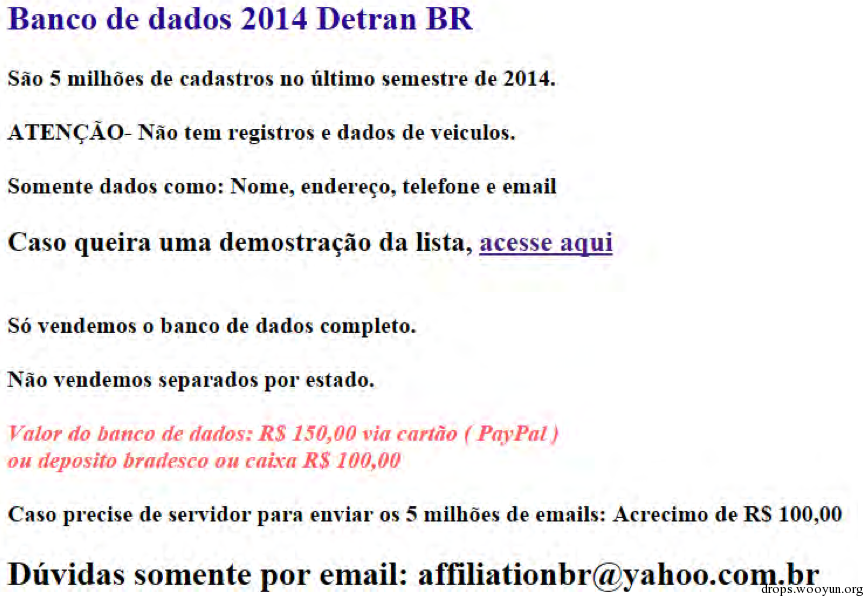 Banco de dados 2014 Detran BR
São 5 milhões de cadastros no último semestre de 2014.
ATENÇÃO- Não tem registros e dados de veiculos.
Somente dados como: Nome, endereço, telefone e email
Caso queira uma demostração da lista, acesse aqui
Só vendemos o banco de dados completo.
Não vendemos separados por estado.
Valor do banco de dados: R$ 150,00 via cartão ( PayPal )
ou deposito bradesco ou caixa R$ 100,00
Caso precise de servidor para enviar os 5 milhões de emails: Acrecimo de R$ 100,00
Dúvidas somente por email: affiliationbr@yahoo.com.br
drops.wooyun.org